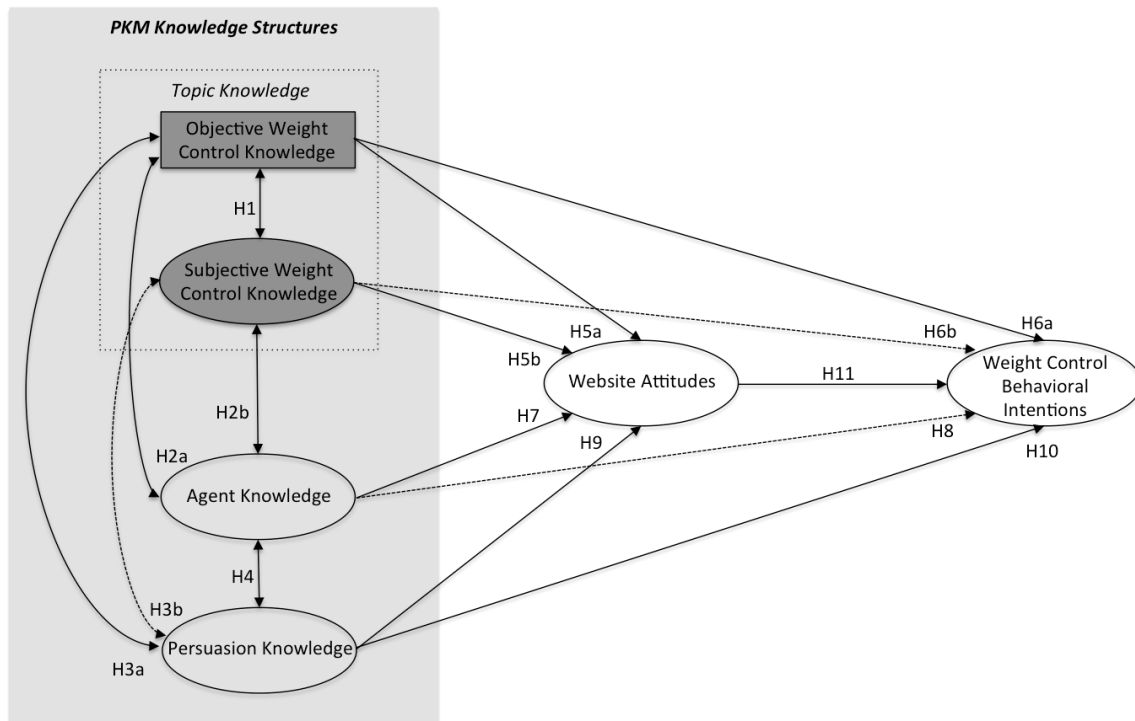 PKM Knowledge Structures
Topic Knowledge
Objective Weight
Control Knowledge
H1
Subjective Weight
Control Knowledge
H5a
H6b
H6a
H5b
Website Attitudes
H11
Weight Control
Behavioral
Intentions
H2b
H7
H8
H9
H10
H2a
Agent Knowledge
H4
H3b
Persuasion Knowledge
H3a